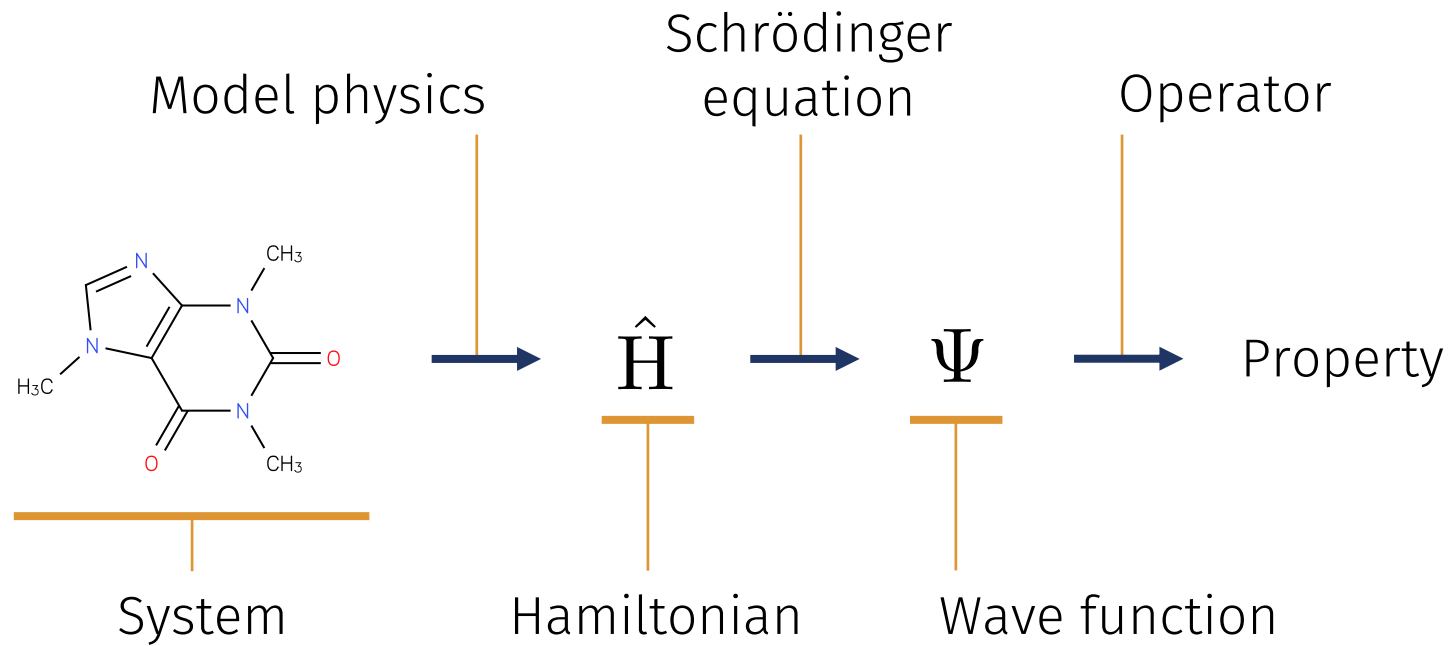 Schrödinger
equation
Model physics
Operator
N
CH₃
N
N
H₃C
O
N
O
CH₃
Ĥ
Ψ
Property
System
Hamiltonian
Wave function